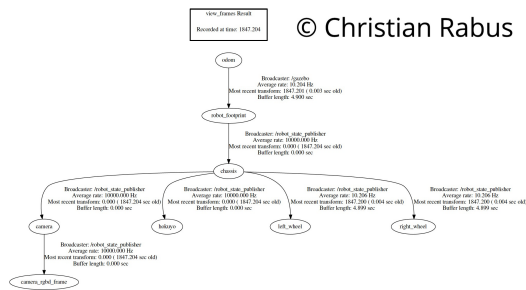 view_frames Result
Recorded at time: 1847.204
© Christian Rabus
odom
Broadcaster: /gazebo
Average rate: 10.204 Hz
Most recent transform: 1847.201 ( 0.003 sec old)
Buffer length: 4.900 sec
robot_footprint
Broadcaster: /robot_state_publisher
Average rate: 10000.000 Hz
Most recent transform: 0.000 ( 1847.204 sec old)
Buffer length: 0.000 sec
chassis
Broadcaster: /robot_state_publisher
Average rate: 10000.000 Hz
Most recent transform: 0.000 ( 1847.204 sec old)
Buffer length: 0.000 sec
Broadcaster: /robot_state_publisher
Average rate: 10000.000 Hz
Most recent transform: 0.000 ( 1847.204 sec old)
Buffer length: 0.000 sec
Broadcaster: /robot_state_publisher
Average rate: 10.206 Hz
Most recent transform: 1847.200 ( 0.004 sec old)
Buffer length: 4.899 sec
Broadcaster: /robot_state_publisher
Average rate: 10.206 Hz
Most recent transform: 1847.200 ( 0.004 sec old)
Buffer length: 4.899 sec
camera
hokuyo
left_wheel
right_wheel
Broadcaster: /robot_state_publisher
Average rate: 10000.000 Hz
Most recent transform: 0.000 ( 1847.204 sec old)
Buffer length: 0.000 sec
camera_rgbd_frame